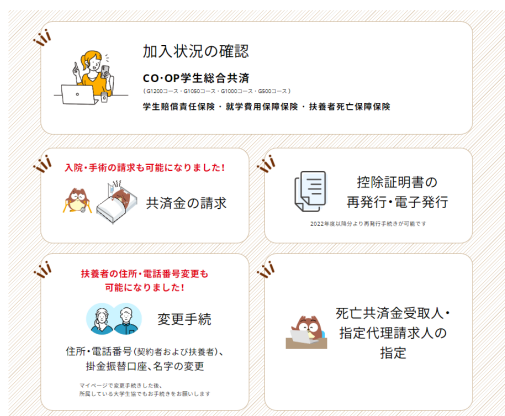 加入状況の確認
CO･OP学生総合共済
(G1200コース・G1050コース・G1000コース・G500コース)
学生賠償責任保険・就学費用保障保険・扶養者死亡保障保険
入院・手術の請求も可能になりました!
共済金の請求
控除証明書の
再発行・電子発行
2022年度以降分より再発行手続きが可能です
扶養者の住所・電話番号変更も
可能になりました!
変更手続
住所・電話番号(契約者および扶養者)、
掛金振替口座、名字の変更
マイページで変更手続きした後、
所属している大学生協でもお手続きをお願いします
死亡共済金受取人・
指定代理請求人の
指定